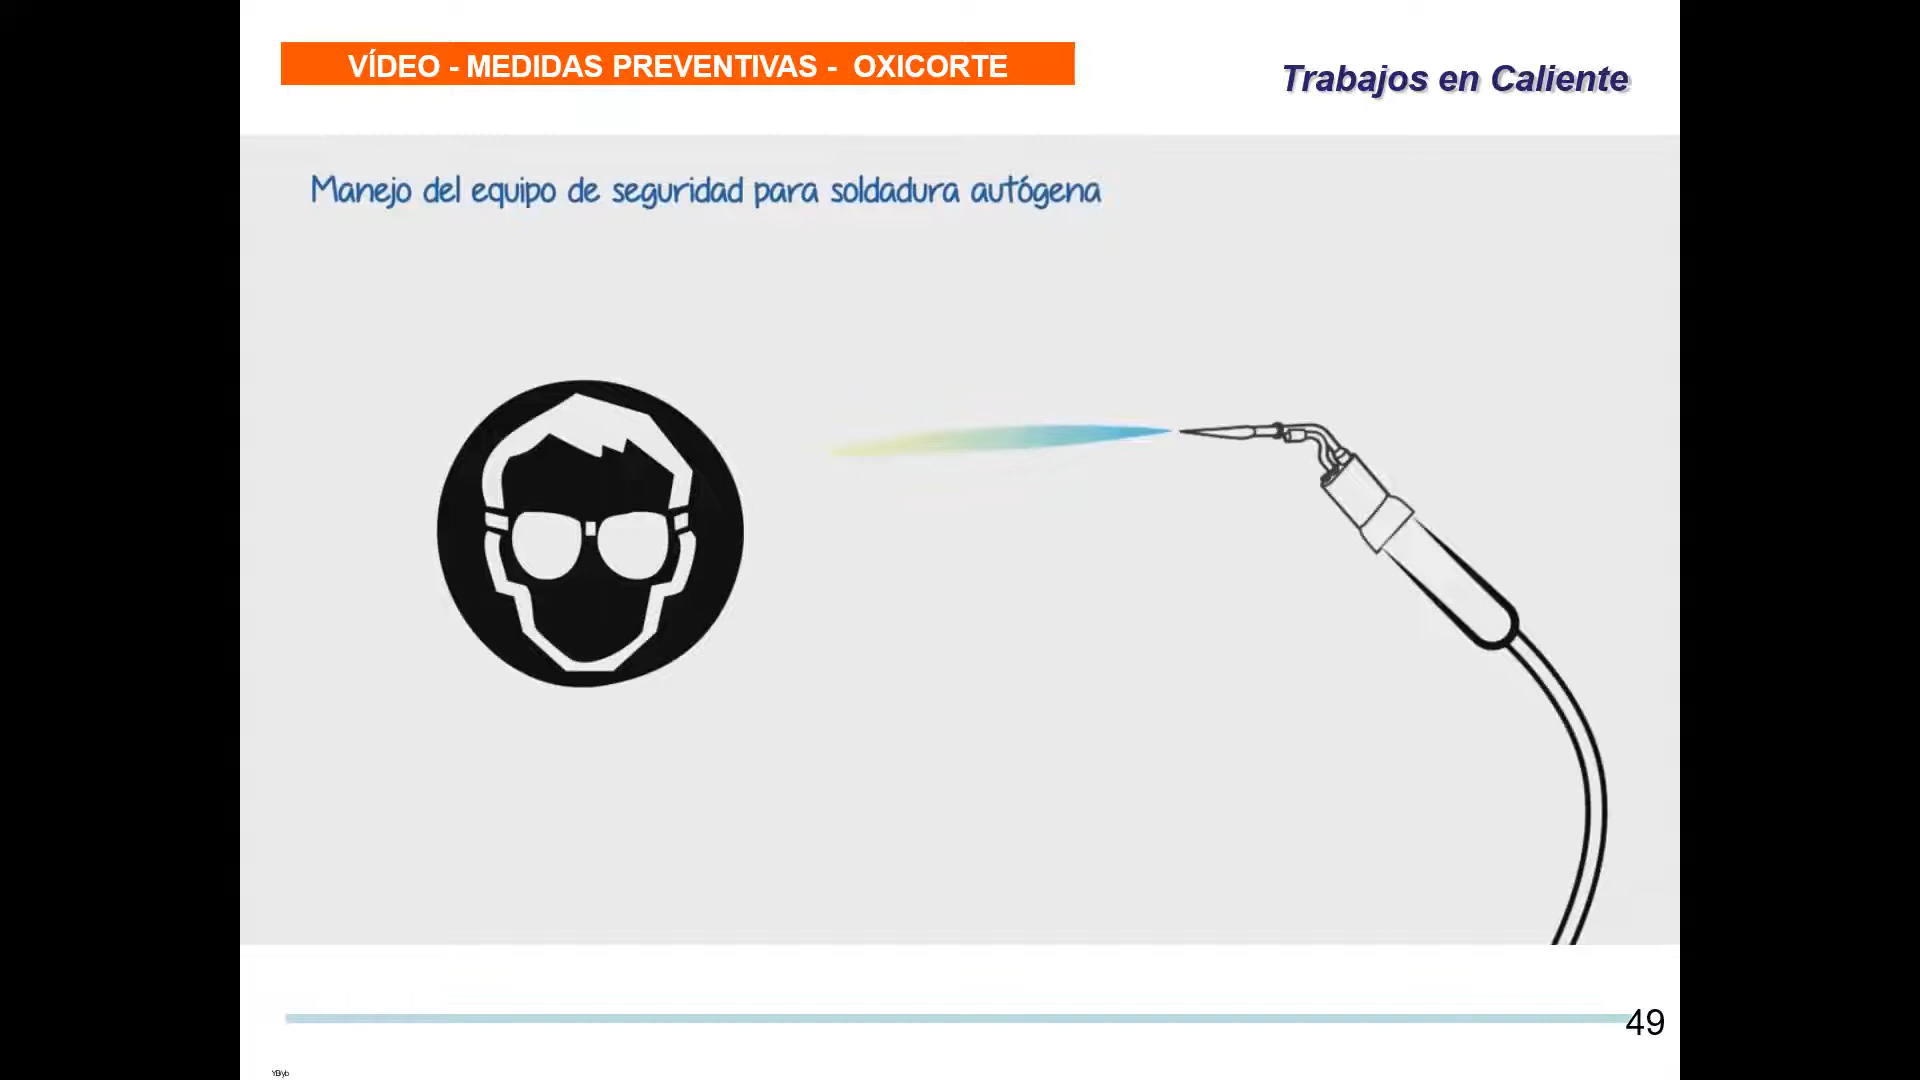 VÍDEO - MEDIDAS PREVENTIVAS - OXICORTE
Trabajos en Caliente
Manejo del equipo de seguridad para soldadura autógena
49